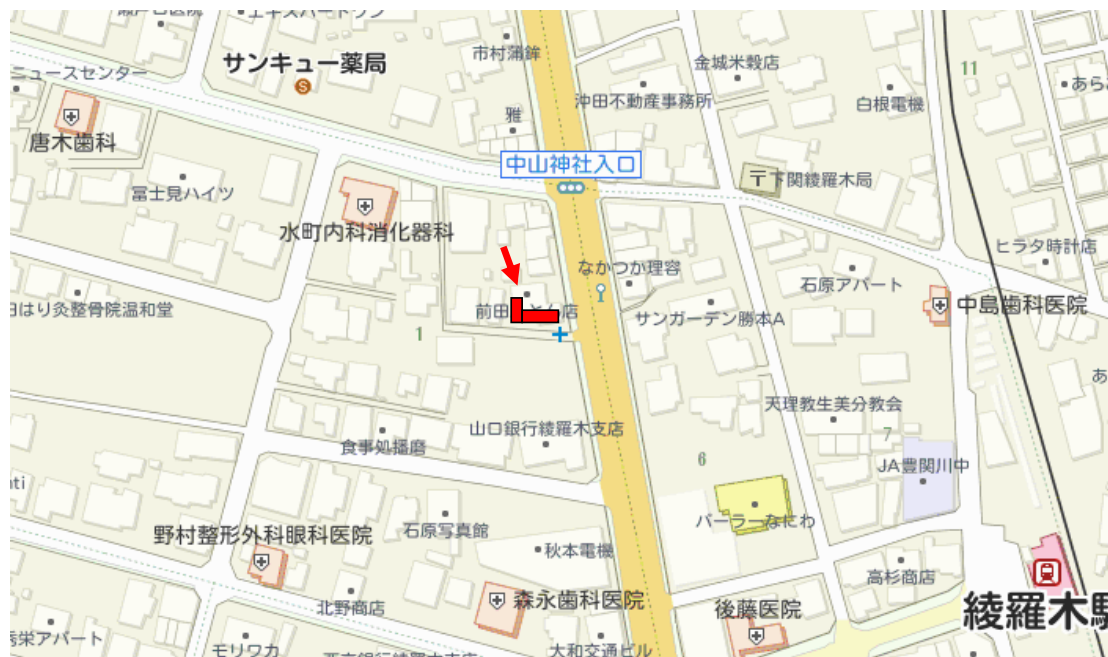 サンキュー薬局
市村蒲鉾
金城米穀店
11
ニュースセンター
沖田不動産事務所
白根電機
雅
唐木歯科
中山神社入口
下関綾羅木局
冨士見ハイツ
水町内科消化器科
ヒラタ時計店
なかつか理容
石原アパート
はり灸整骨院温和堂
サンガーデン勝本A
中島歯科医院
1
天理教生美分教会
山口銀行綾羅木支店
7
食事処播磨
6
JA豊関川中
パーラーなにわ
石原写真館
野村整形外科眼科医院
秋本電機
高杉商店
北野商店
森永歯科医院
後藤医院
綾羅木駅
秀栄アパート
モリワカ
大和交通ビル